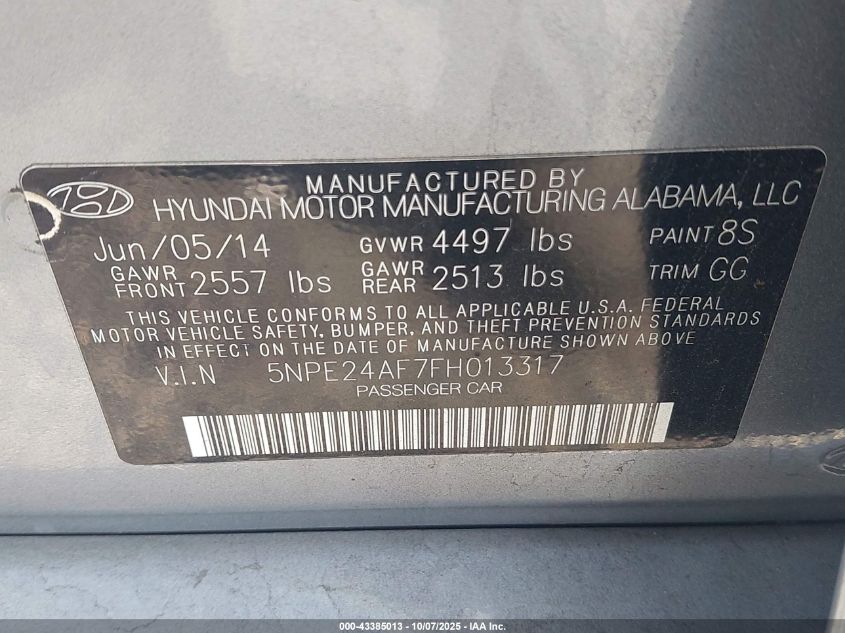 MANUFACTURED BY
HYUNDAI MOTOR MANUFACTURING ALABAMA, LLC
Jun/05/14 GVWR 4497 lbs PAINT 8S
GAWR FRONT 2557 lbs GAWR REAR 2513 lbs TRIM GG
THIS VEHICLE CONFORMS TO ALL APPLICABLE U.S.A. FEDERAL
MOTOR VEHICLE SAFETY, BUMPER, AND THEFT PREVENTION STANDARDS
IN EFFECT ON THE DATE OF MANUFACTURE SHOWN ABOVE
V.I.N 5NPE24AF7FH013317
PASSENGER CAR
000-43385013 - 10/07/2025 - IAA Inc.